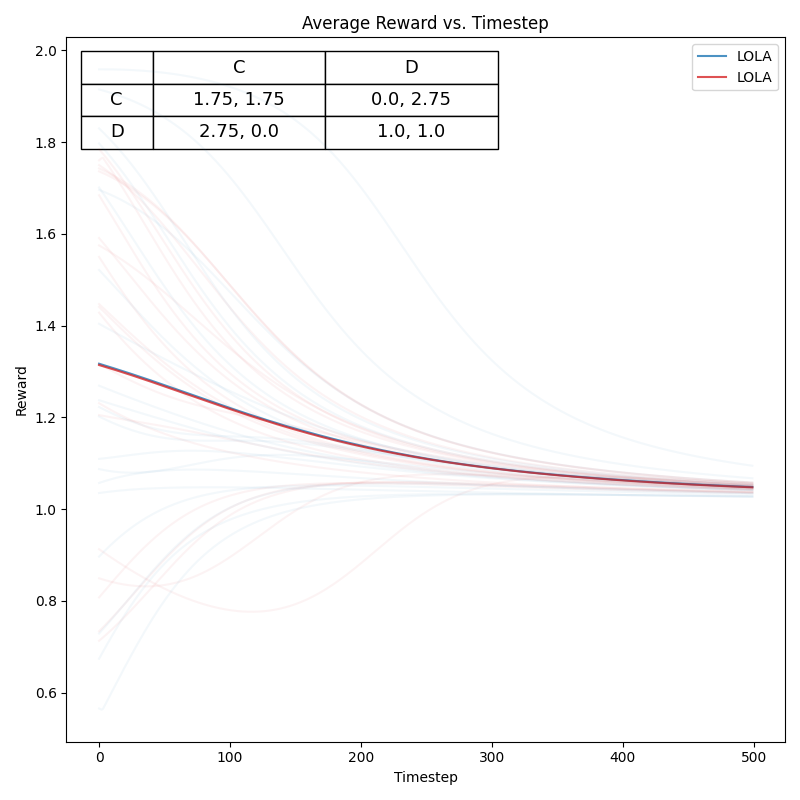 Average Reward vs. Timestep
C D
C 1.75, 1.75 0.0, 2.75
D 2.75, 0.0 1.0, 1.0
LOLA
LOLA
2.0
1.8
1.6
1.4
1.2
1.0
0.8
0.6
Reward
0 100 200 300 400 500
Timestep